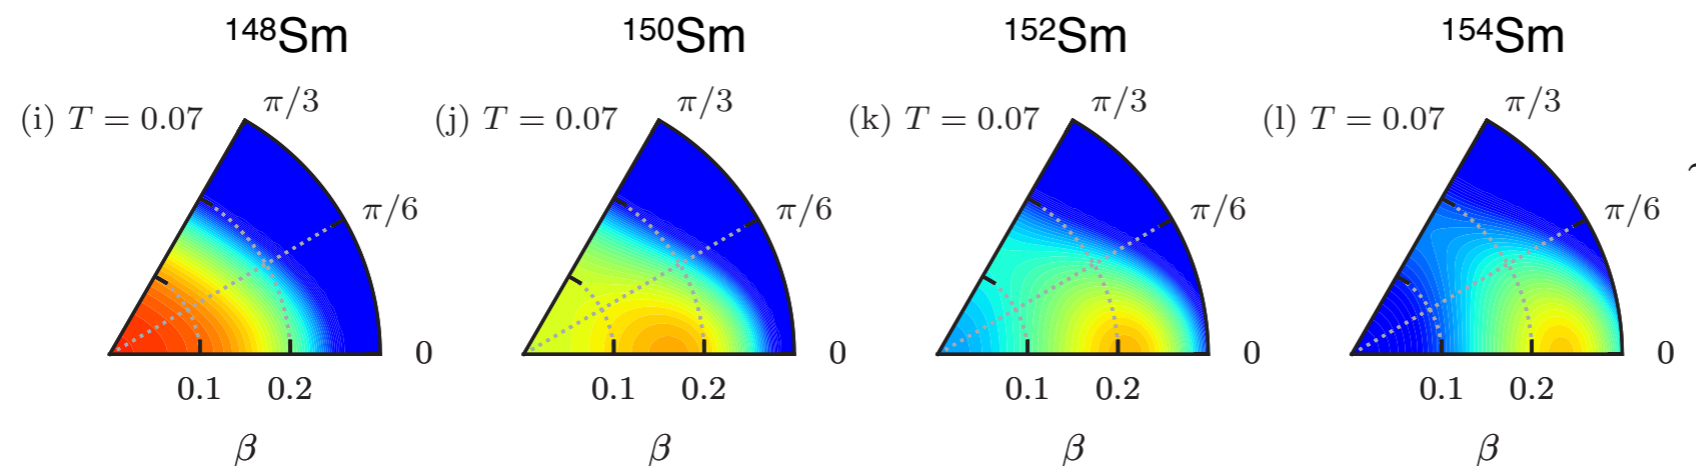 ¹⁴⁸Sm ¹⁵⁰Sm ¹⁵²Sm ¹⁵⁴Sm
(i) T = 0.07 π/3 (j) T = 0.07 π/3 (k) T = 0.07 π/3 (l) T = 0.07 π/3
π/6 π/6 π/6 π/6
0 0 0 0
0.1 0.2 0.1 0.2 0.1 0.2 0.1 0.2
β β β β